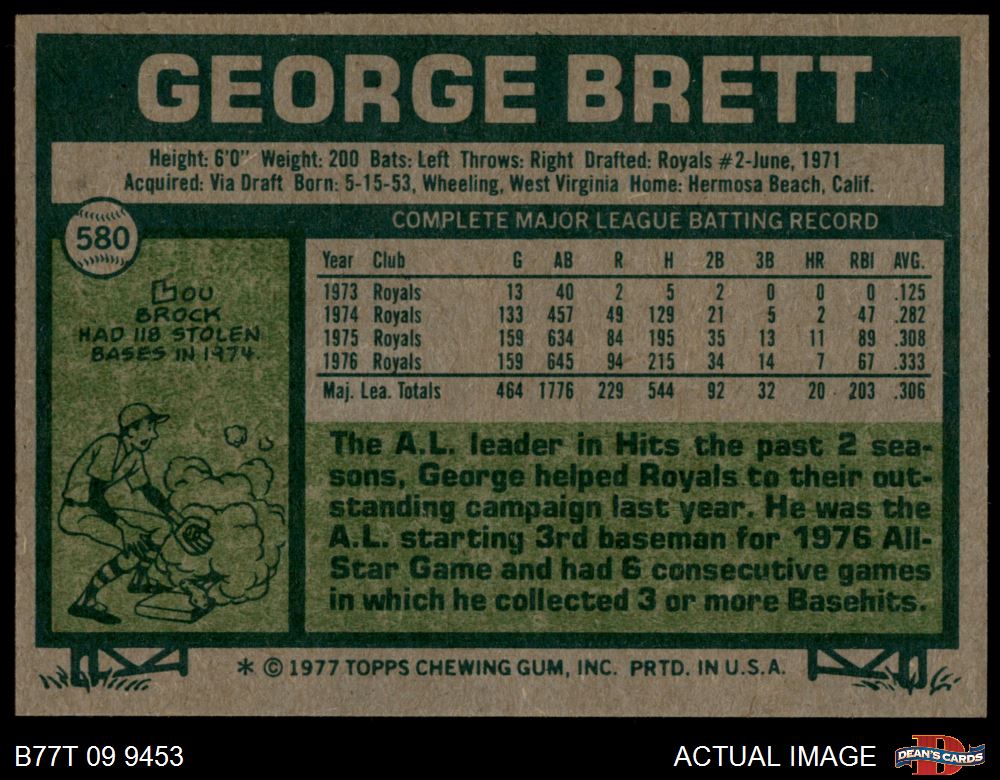 GEORGE BRETT
Height: 6'0" Weight: 200 Bats: Left Throws: Right Drafted: Royals #2-June, 1971
Acquired: Via Draft Born: 5-15-53, Wheeling, West Virginia Home: Hermosa Beach, Calif.
580
COMPLETE MAJOR LEAGUE BATTING RECORD
LOU
BROCK
HAD 118 STOLEN
BASES IN 1974.
Year Club G AB R H 2B 3B HR RBI AVG.
1973 Royals 13 40 2 5 2 0 0 0 .125
1974 Royals 133 457 49 129 21 5 2 47 .282
1975 Royals 159 634 84 195 35 13 11 89 .308
1976 Royals 159 645 94 215 34 14 7 67 .333
Maj. Lea. Totals 464 1776 229 544 92 32 20 203 .306
The A.L. leader in Hits the past 2 sea-
sons, George helped Royals to their out-
standing campaign last year. He was the
A.L. starting 3rd baseman for 1976 All-
Star Game and had 6 consecutive games
in which he collected 3 or more Basehits.
* © 1977 TOPPS CHEWING GUM, INC. PRTD. IN U.S.A.
B77T 09 9453
ACTUAL IMAGE
D
DEAN'S CARDS